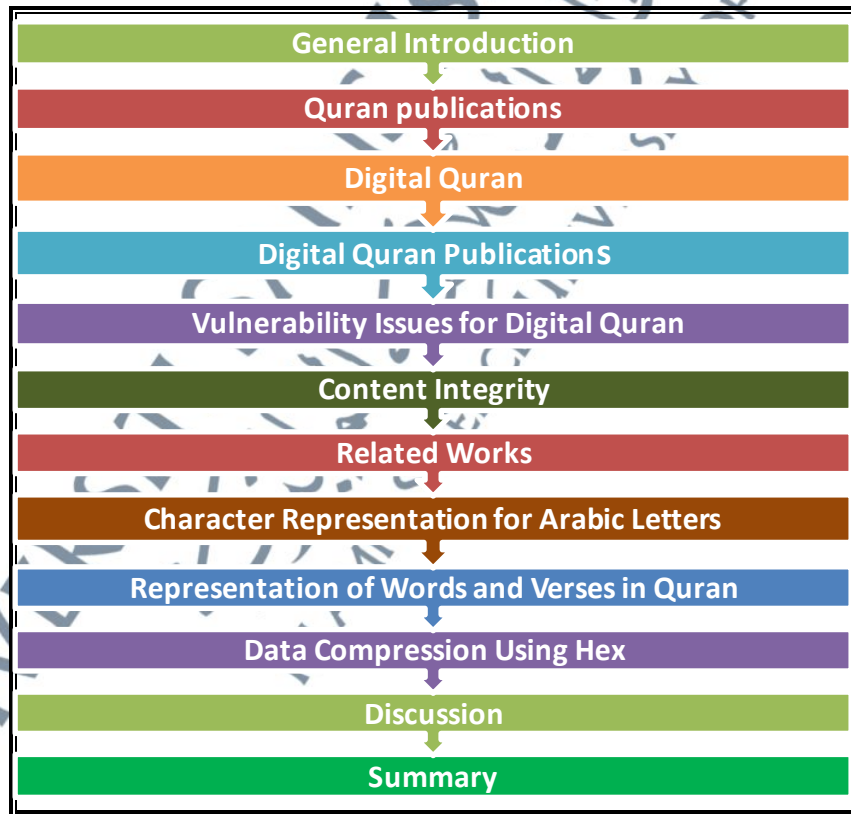 General Introduction
Quran publications
Digital Quran
Digital Quran Publications
Vulnerability Issues for Digital Quran
Content Integrity
Related Works
Character Representation for Arabic Letters
Representation of Words and Verses in Quran
Data Compression Using Hex
Discussion
Summary